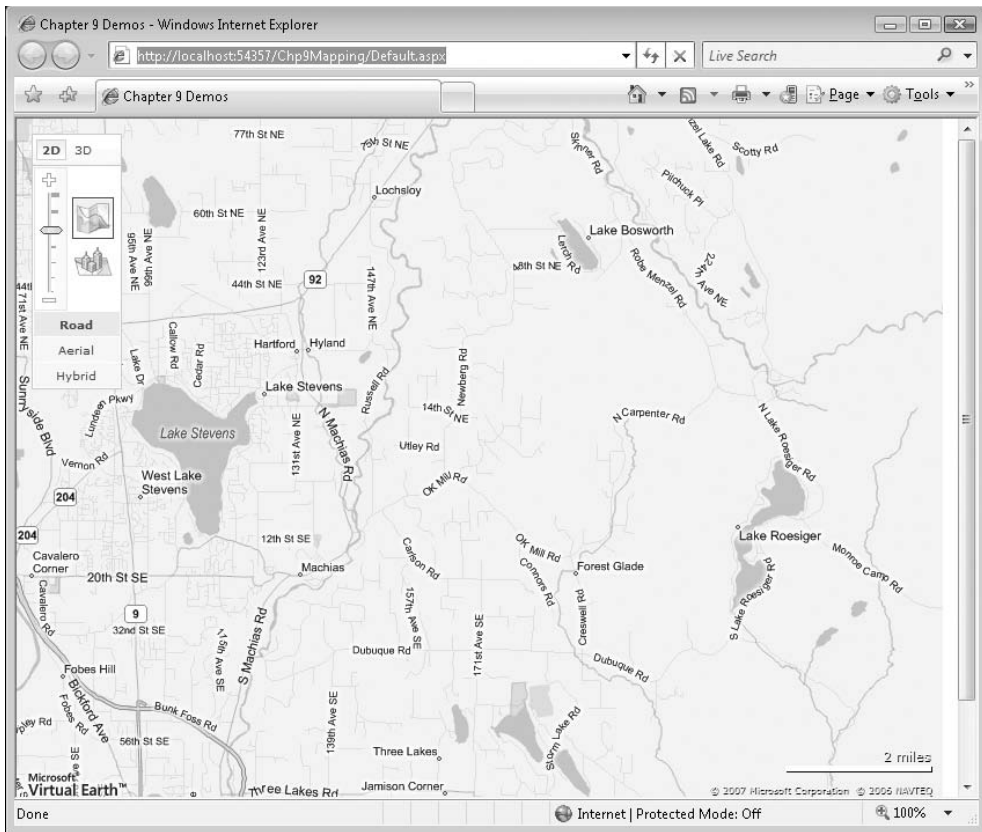 Chapter 9 Demos - Windows Internet Explorer
http://localhost:54357/Chp9Mapping/Default.aspx
Live Search
Chapter 9 Demos
Page
Tools
2D 3D
Road
Aerial
Hybrid
77th St NE
75th St NE
Lochsloy
60th St NE
95th Ave NE
99th Ave NE
123rd Ave NE
44th St NE
92
147th Ave NE
71st Ave NE
Skinner Rd
Scotty Rd
Pilchuck Pl
Lake Bosworth
Lerch Rd
Robe Menzel Rd
224th Ave NE
Callow Rd
Cedar Rd
Lake Dr
Hartford
Hyland
Russell Rd
Newberg Rd
Lundeen Pkwy
Sunnyside Blvd
Lake Stevens
Lake Stevens
14th St NE
N Carpenter Rd
N Lake Roesiger Rd
N Machias Rd
131st Ave NE
Utley Rd
Vernon Rd
West Lake
Stevens
OK Mill Rd
204
204
12th St SE
Lake Roesiger
Monroe Camp Rd
Cavalero
Corner
20th St SE
Machias
Carlson Rd
OK Mill Rd
Connors Rd
Forest Glade
S Lake Roesiger Rd
Cavalero Rd
9
32nd St SE
S Machias Rd
157th Ave SE
171st Ave SE
Creswell Rd
Dubuque Rd
Dubuque Rd
Fobes Hill
Fobes Rd
Bickford Ave
Bunk Foss Rd
56th St SE
139th Ave SE
Three Lakes
Storm Lake Rd
Three Lakes Rd
Jamison Corner
2 miles
Microsoft
Virtual Earth™
© 2007 Microsoft Corporation © 2006 NAVTEQ
Done
Internet | Protected Mode: Off
100%